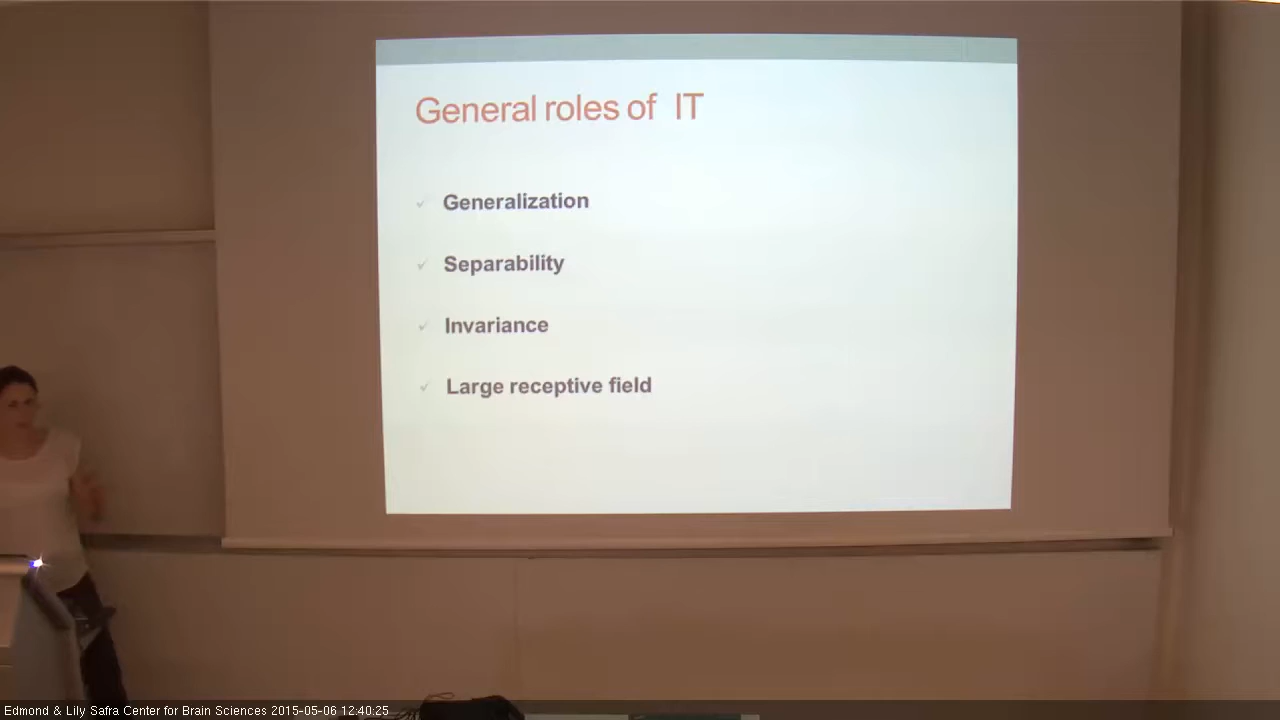 General roles of IT
✓ Generalization
✓ Separability
✓ Invariance
✓ Large receptive field
Edmond & Lily Safra Center for Brain Sciences 2015-05-06 12:40:25